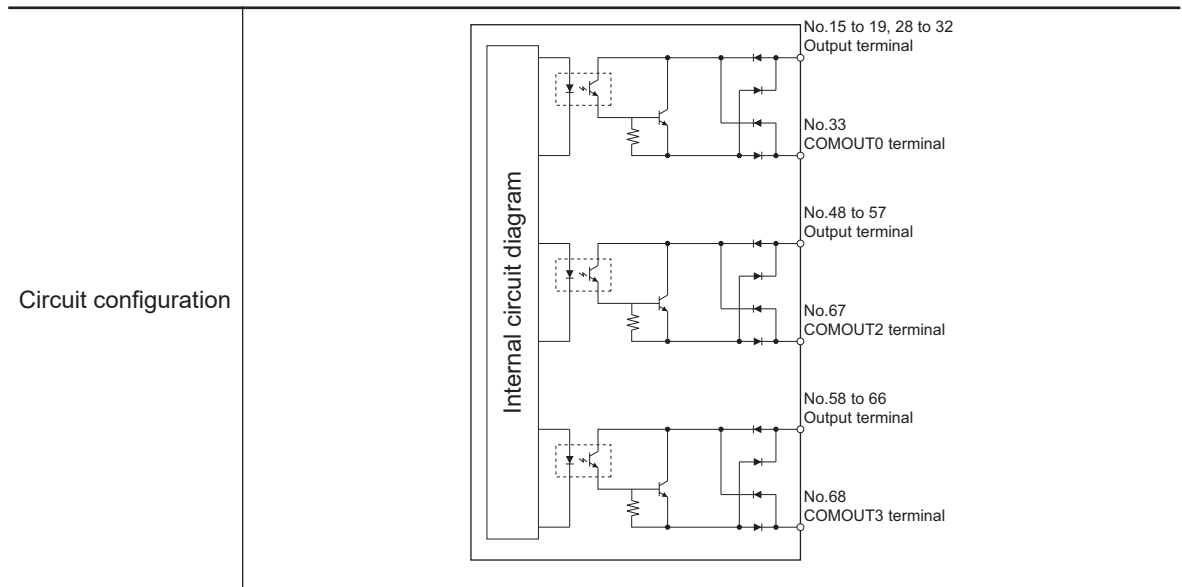 Circuit configuration
Internal circuit diagram
No.15 to 19, 28 to 32
Output terminal
No.33
COMOUT0 terminal
No.48 to 57
Output terminal
No.67
COMOUT2 terminal
No.58 to 66
Output terminal
No.68
COMOUT3 terminal